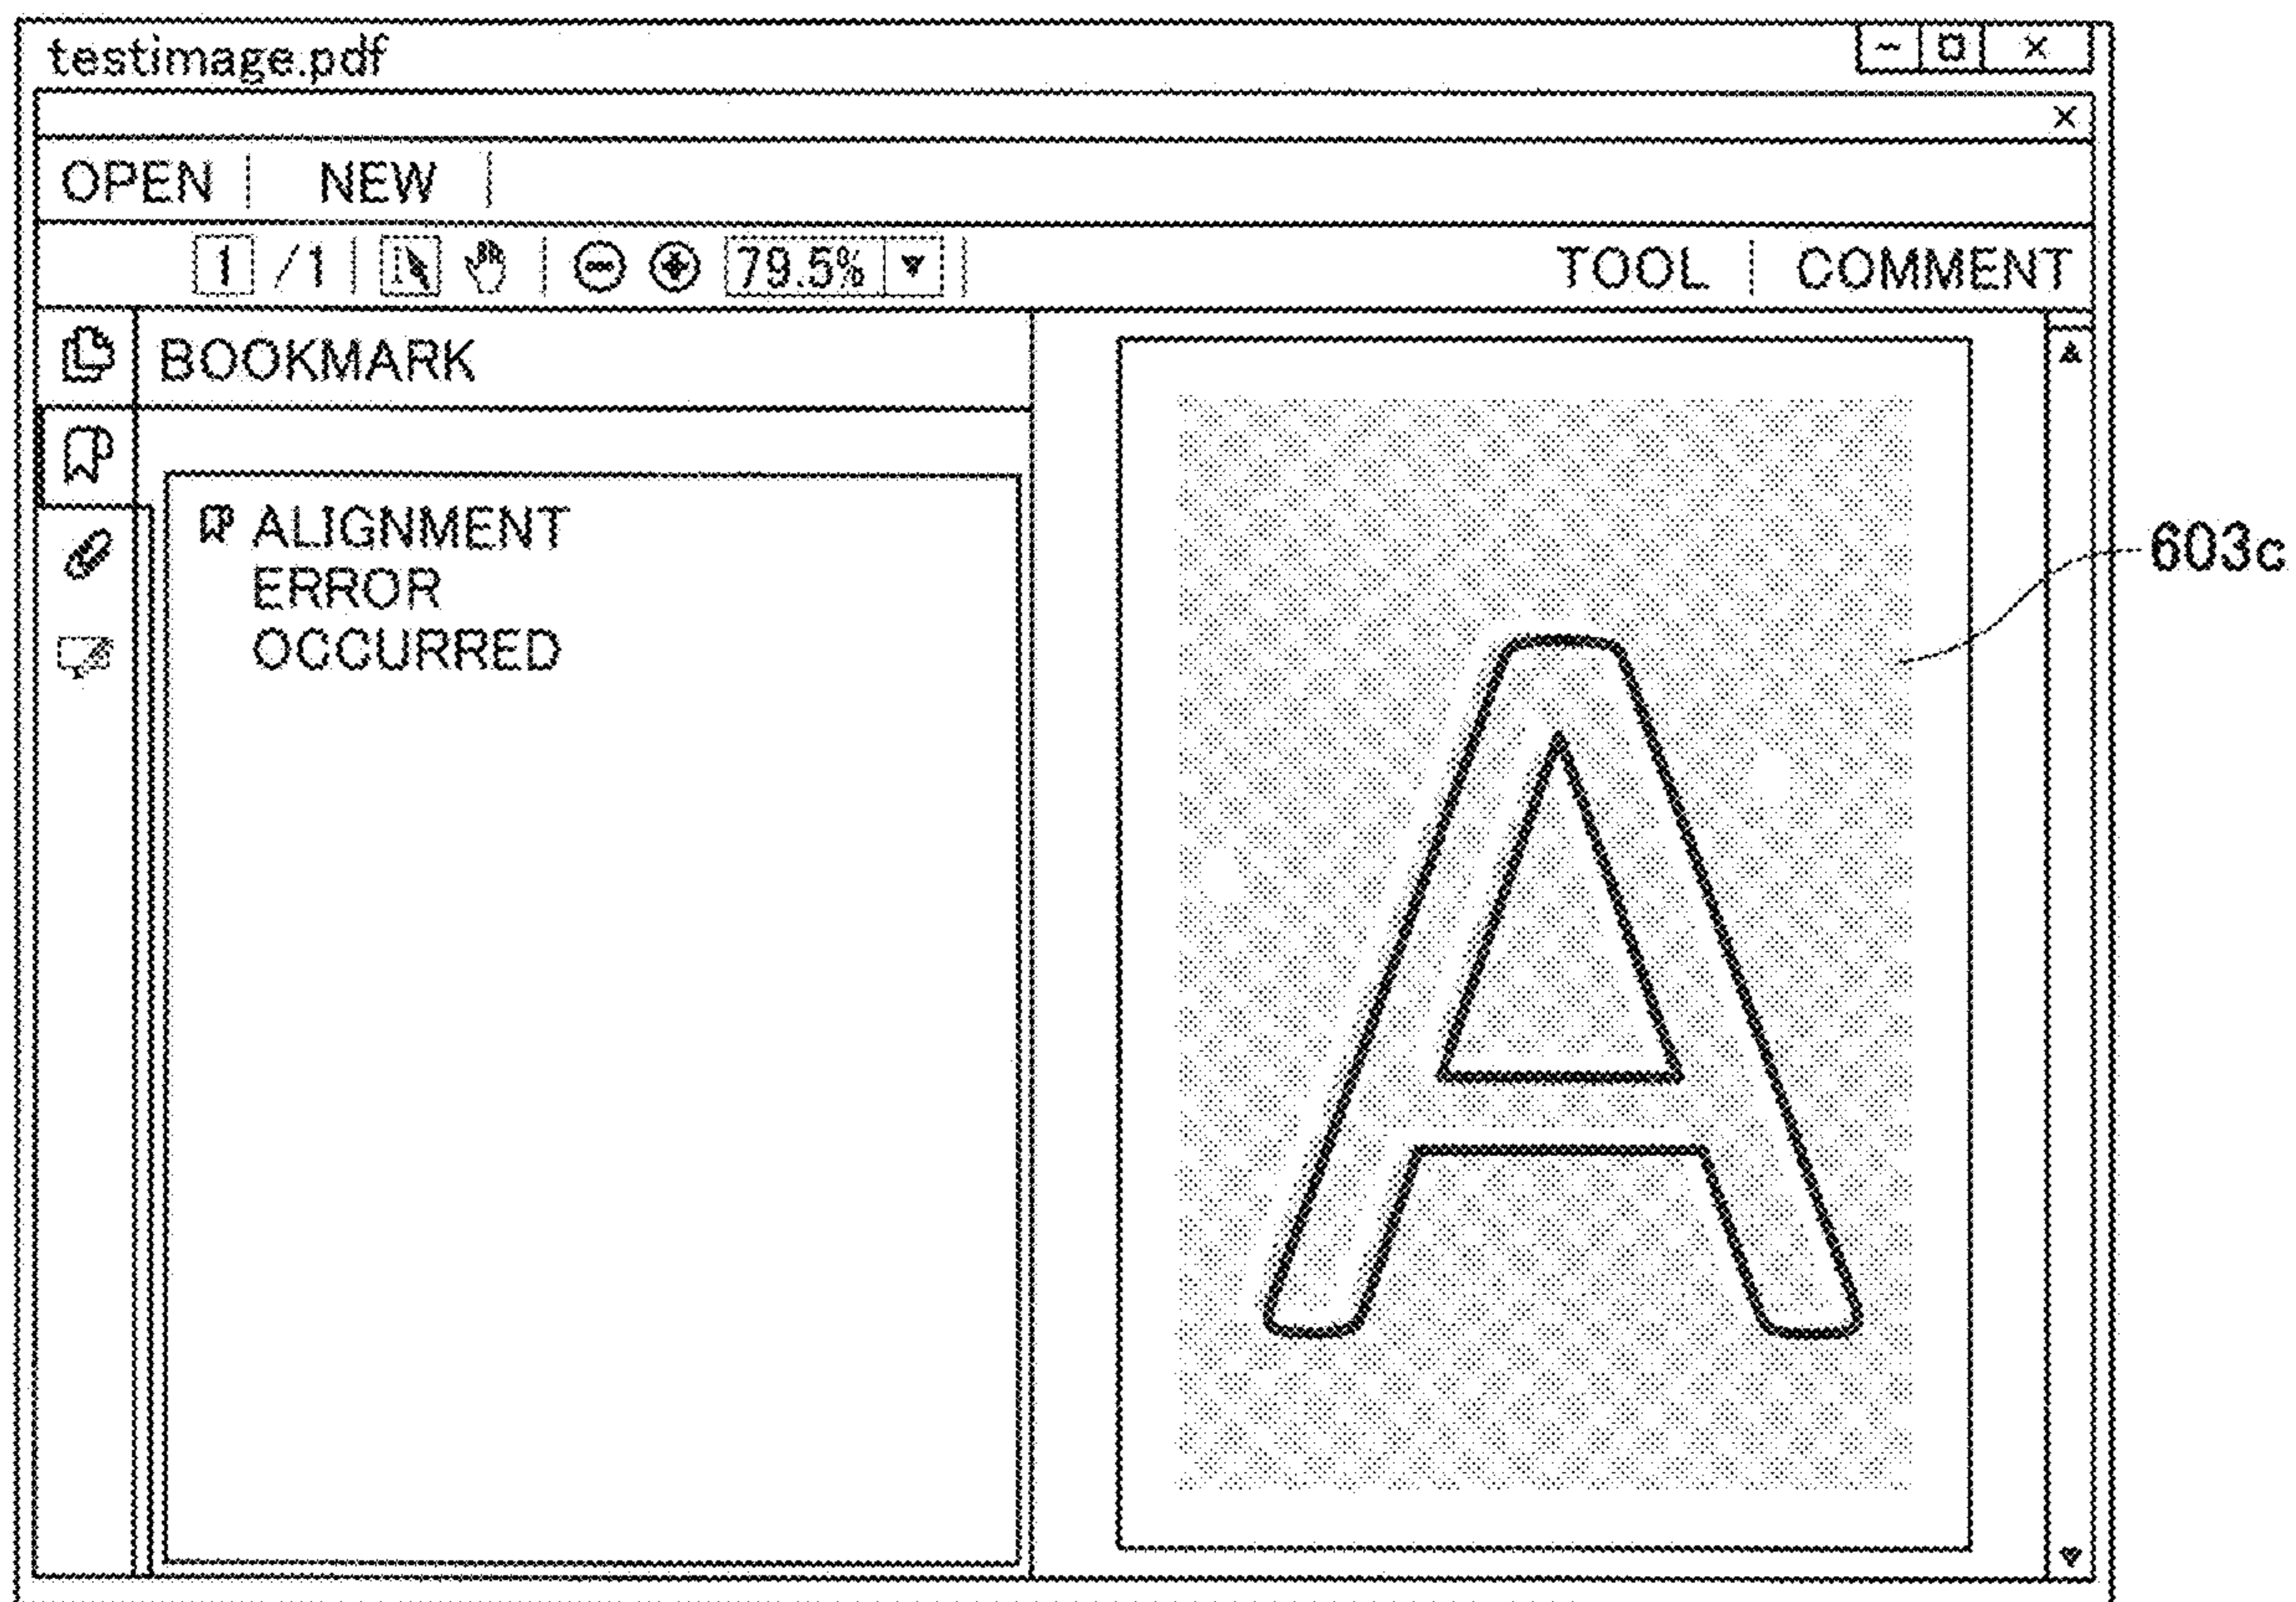 testimage.pdf
OPEN NEW
1 /1 79.5% TOOL COMMENT
BOOKMARK
ALIGNMENT
ERROR
OCCURRED
A
603c